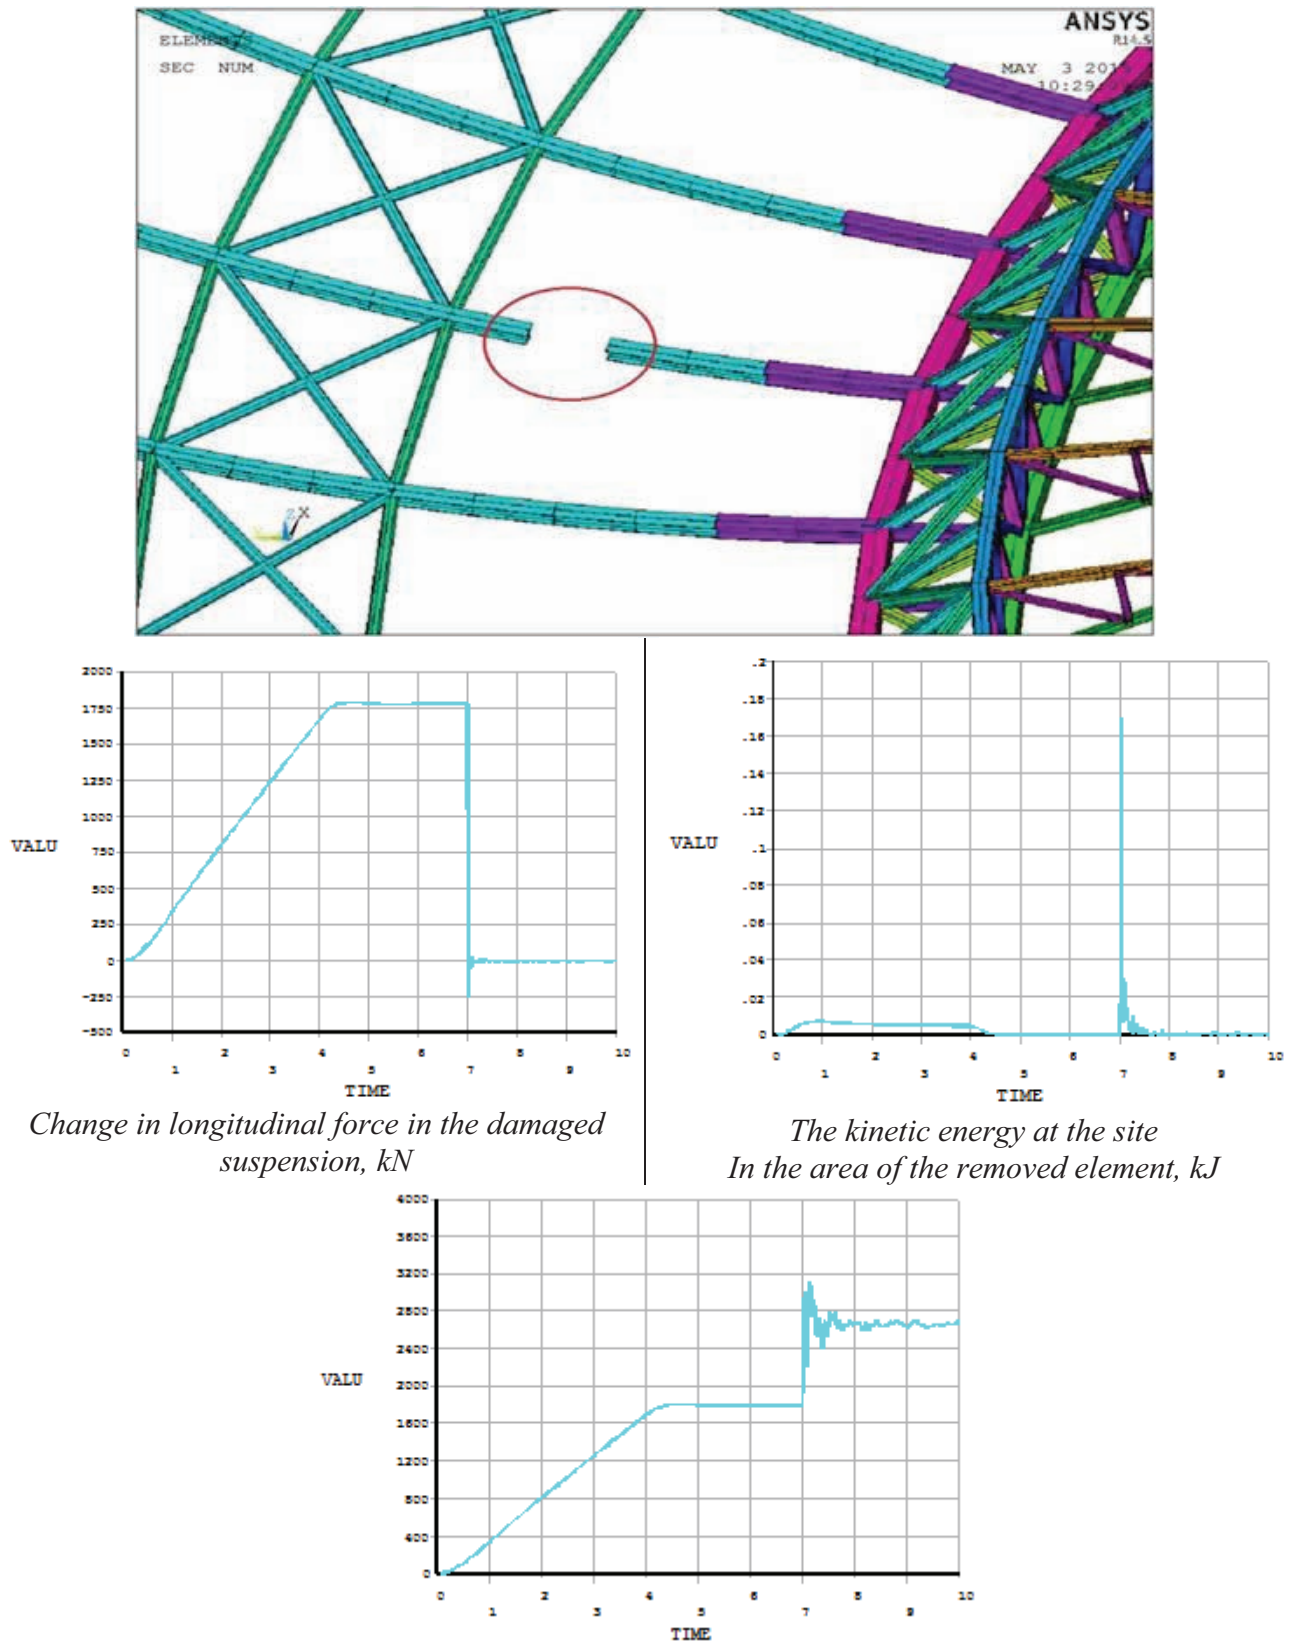 ANSYS
R14.5
ELEMENTS
SEC NUM
MAY 3 201
10:29:
2000
1750
1500
1250
1000
750
500
250
0
-250
-500
VALU
0 2 4 6 8 10
1 3 5 7 9
TIME
Change in longitudinal force in the damaged
suspension, kN
.2
.18
.16
.14
.12
.1
.08
.06
.04
.02
0
VALU
0 2 4 6 8 10
1 3 5 7 9
TIME
The kinetic energy at the site
In the area of the removed element, kJ
4000
3600
3200
2800
2400
2000
1600
1200
800
400
0
VALU
0 2 4 6 8 10
1 3 5 7 9
TIME
X